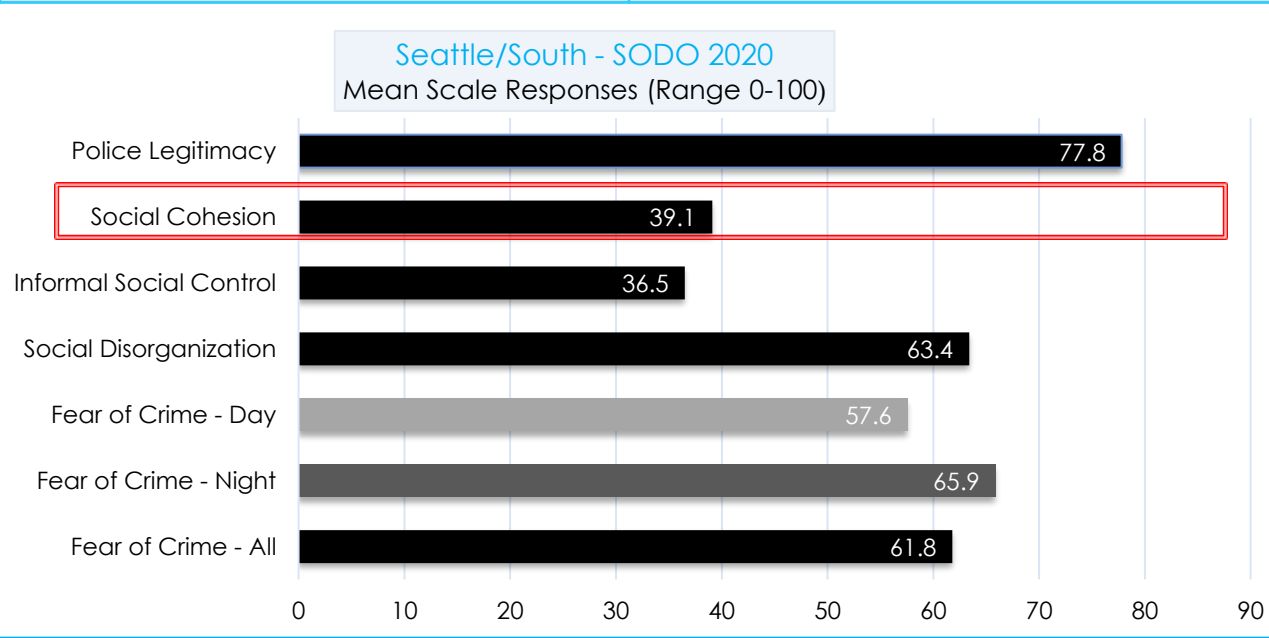 Seattle/South - SODO 2020
Mean Scale Responses (Range 0-100)
Police Legitimacy 77.8
Social Cohesion 39.1
Informal Social Control 36.5
Social Disorganization 63.4
Fear of Crime - Day 57.6
Fear of Crime - Night 65.9
Fear of Crime - All 61.8
0 10 20 30 40 50 60 70 80 90